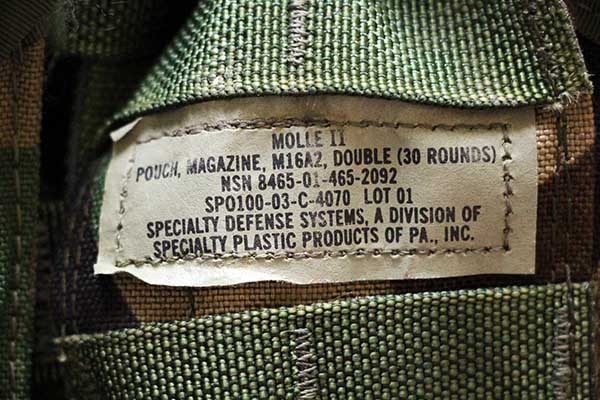 MOLLE II
POUCH, MAGAZINE, M16A2, DOUBLE (30 ROUNDS)
NSN 8465-01-465-2092
SPO100-03-C-4070 LOT 01
SPECIALTY DEFENSE SYSTEMS, A DIVISION OF
SPECIALTY PLASTIC PRODUCTS OF PA., INC.